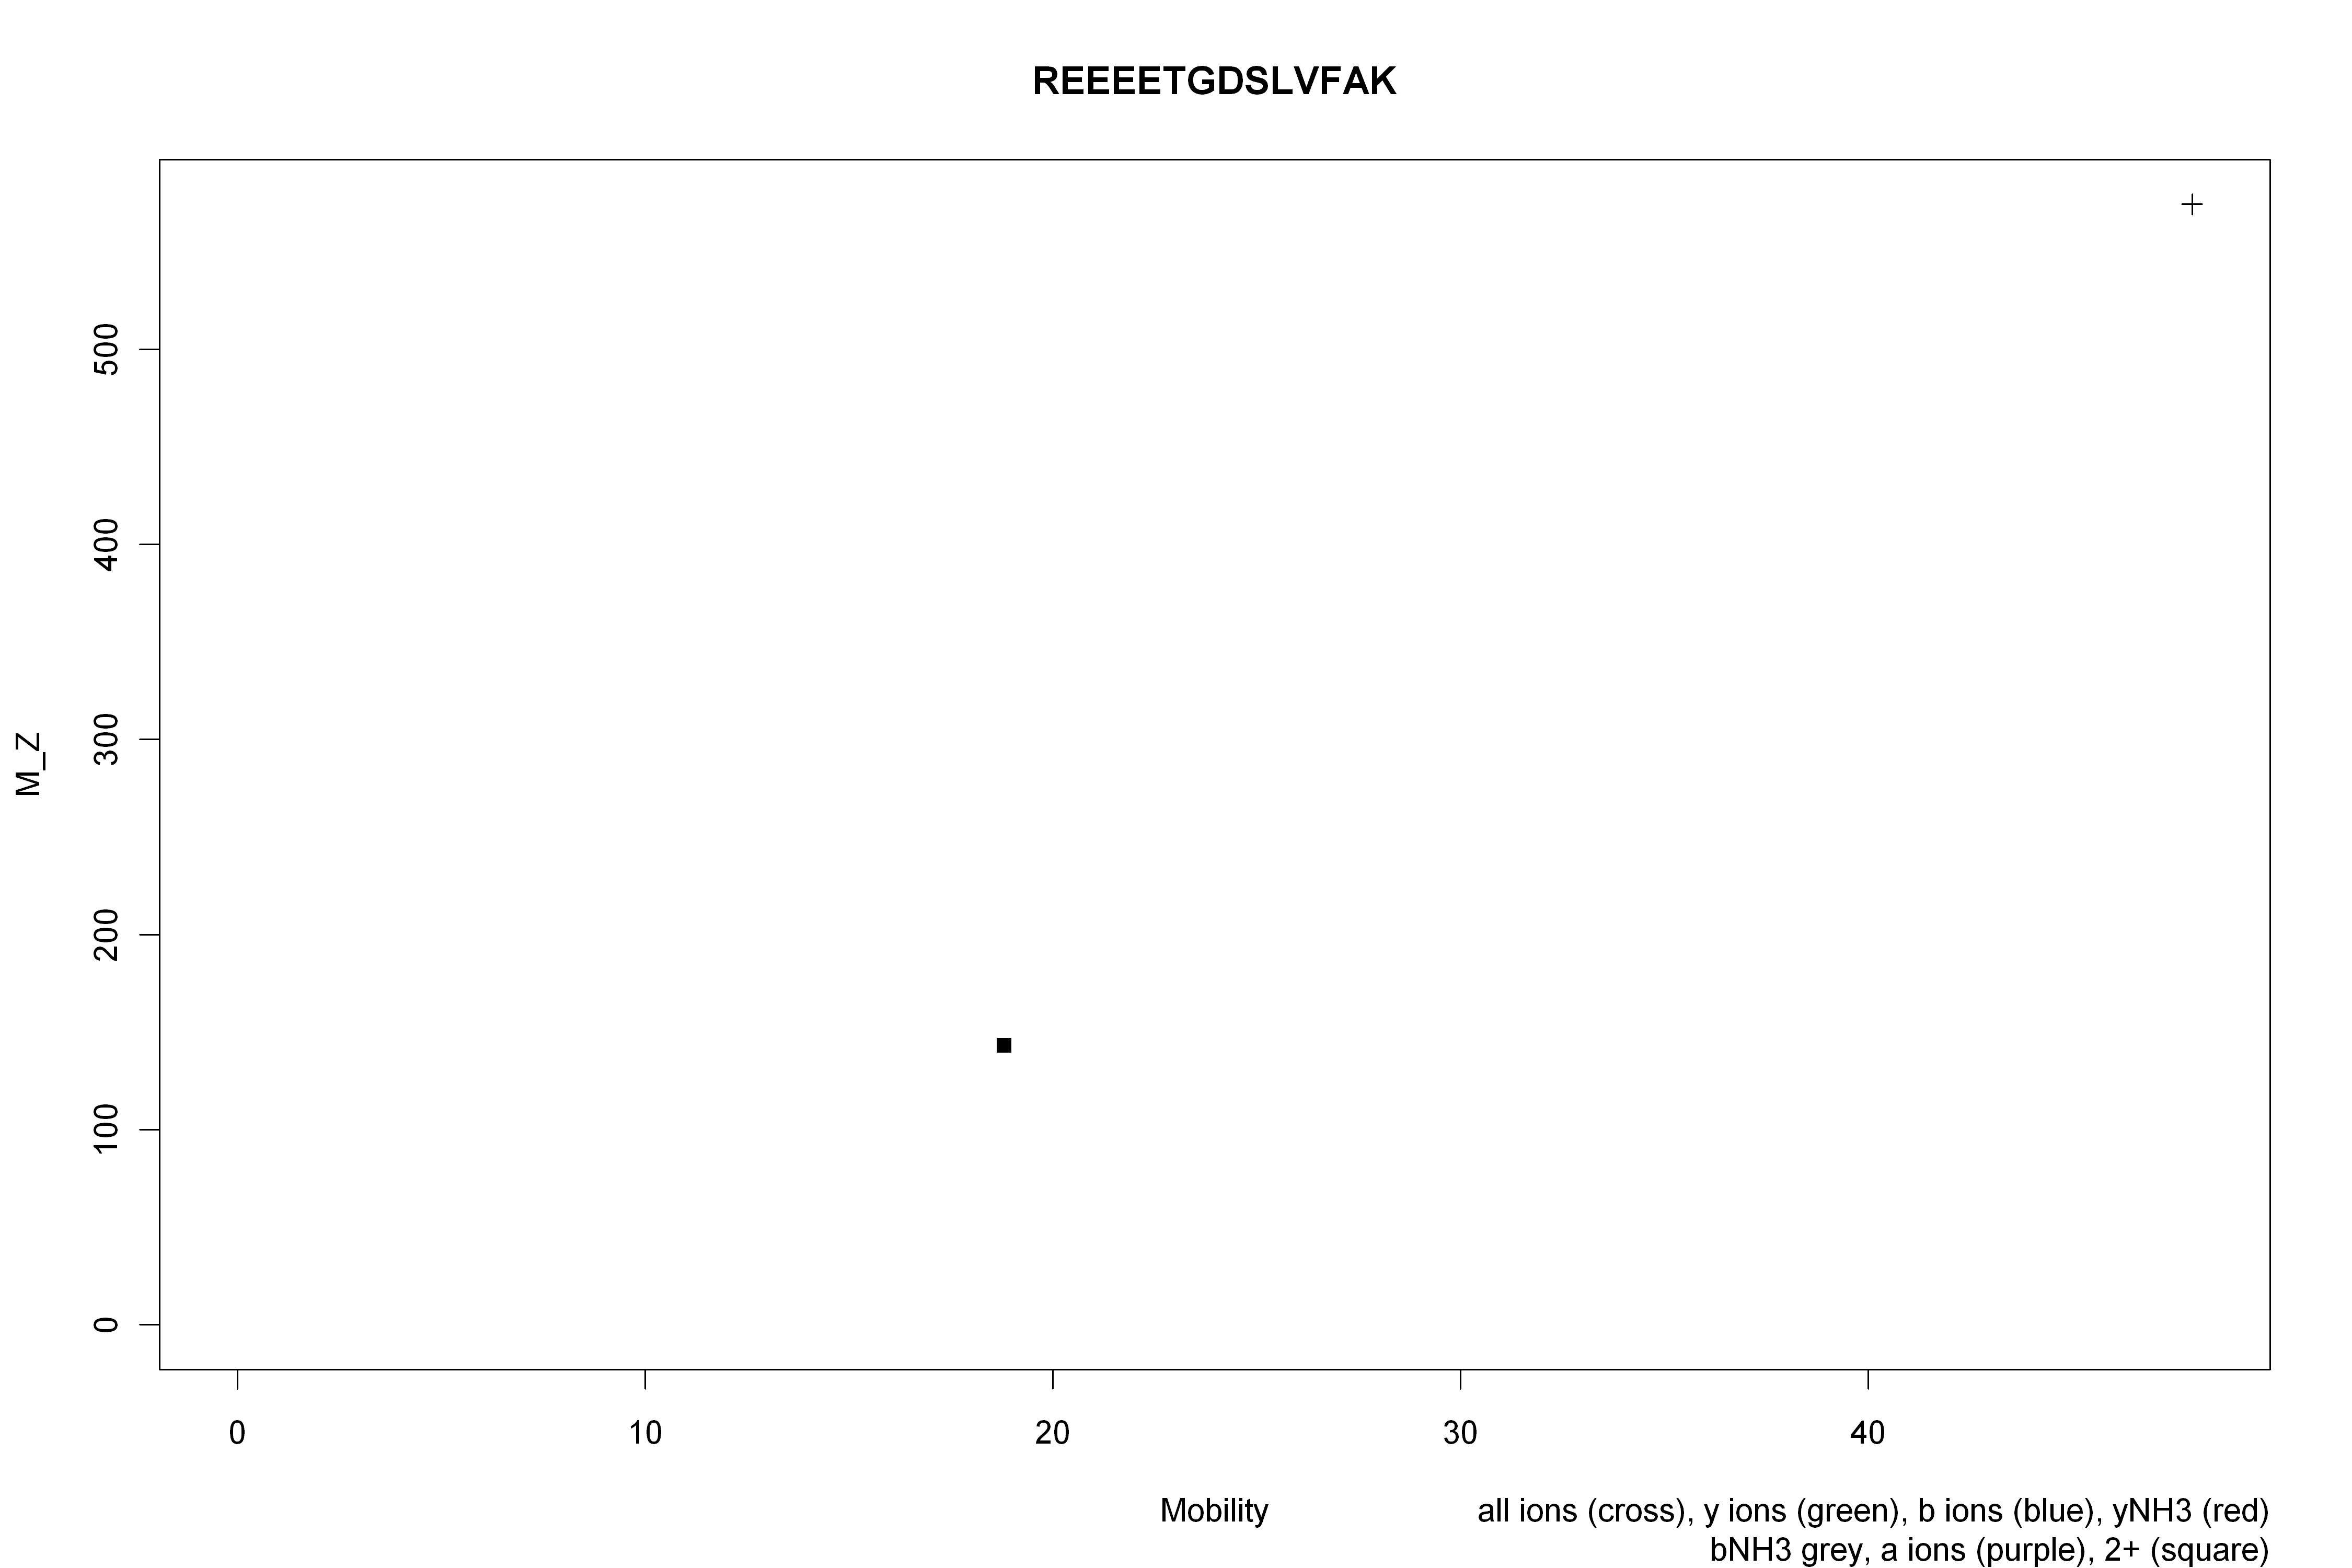 REEEETGDSLVFAK
500
400
300
200
100
0
M_Z
0 10 20 30 40
Mobility
all ions (cross), y ions (green), b ions (blue), yNH3 (red)
bNH3 grey, a ions (purple), 2+ (square)